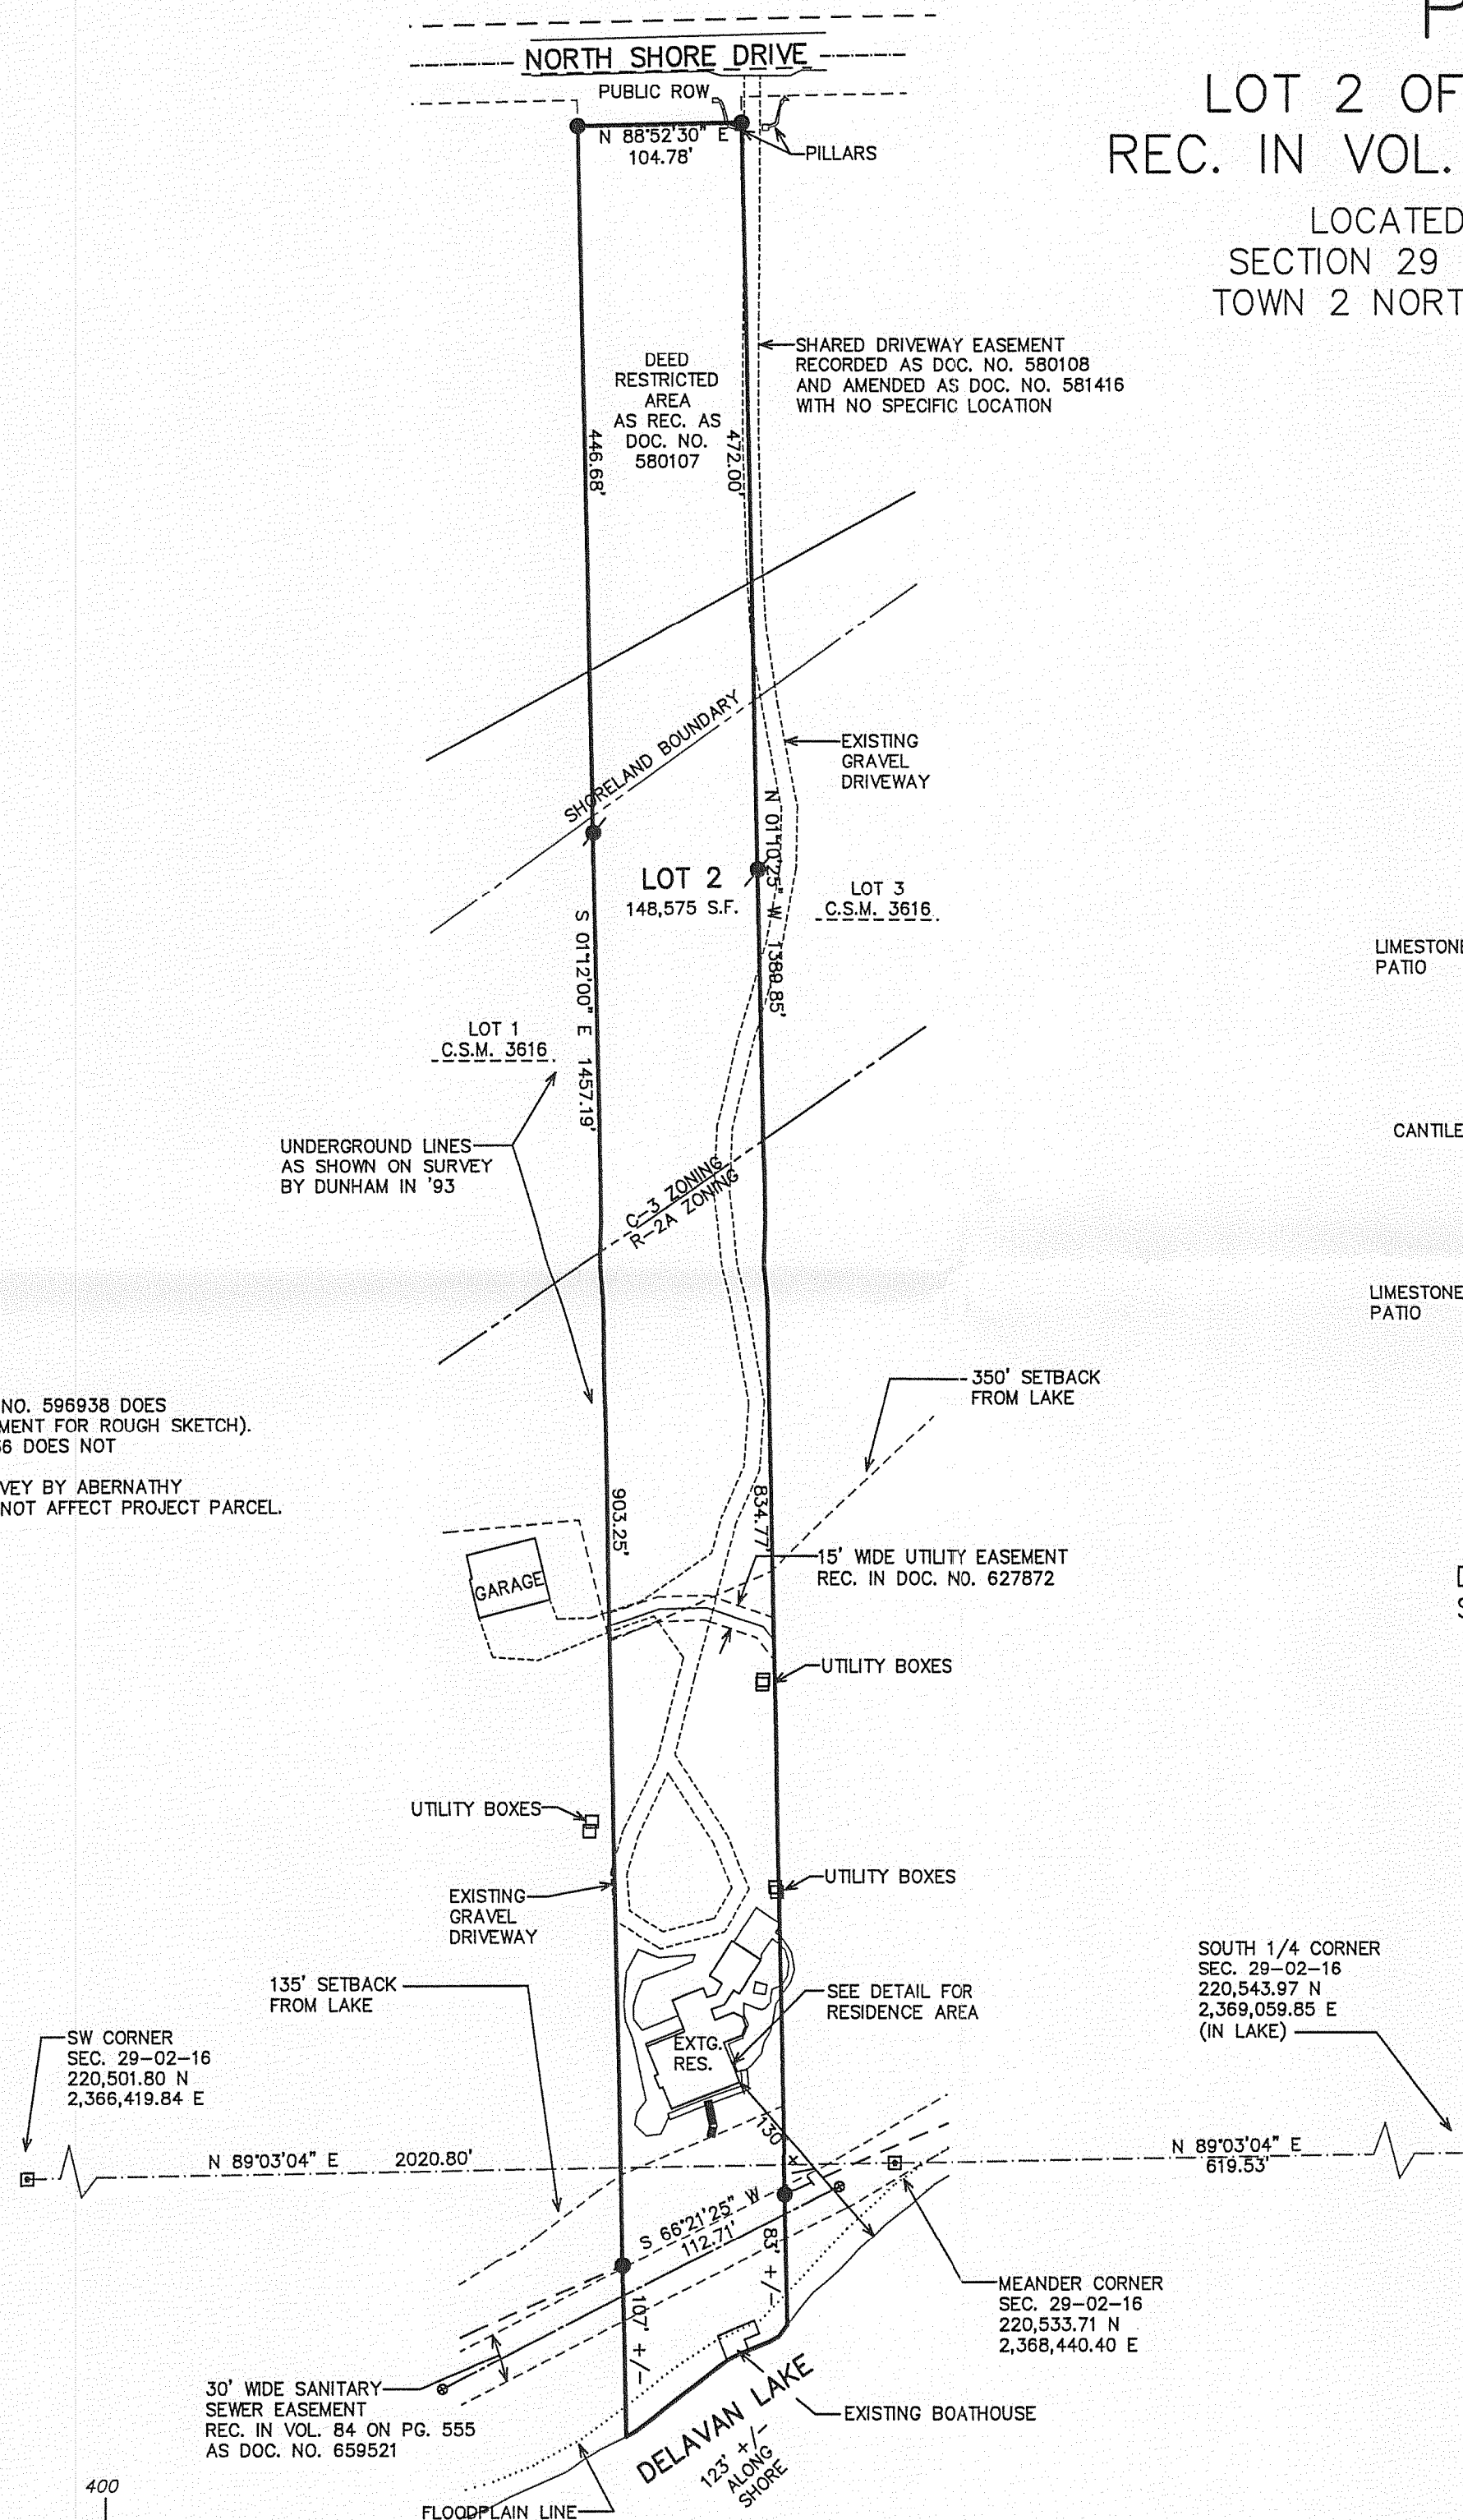 NORTH SHORE DRIVE
PUBLIC ROW
N 88°52'30" E
104.78'
PILLARS
LOT 2 OF
REC. IN VOL.
LOCATED
SECTION 29
TOWN 2 NORT
SHARED DRIVEWAY EASEMENT
RECORDED AS DOC. NO. 580108
AND AMENDED AS DOC. NO. 581416
WITH NO SPECIFIC LOCATION
DEED
RESTRICTED
AREA
AS REC. AS
DOC. NO.
580107
446.68'
472.00'
SHORELAND BOUNDARY
EXISTING
GRAVEL
DRIVEWAY
N 01°10'25" W 1389.85'
LOT 2
148,575 S.F.
LOT 3
C.S.M. 3616
S 01°12'00" E 1457.19'
LOT 1
C.S.M. 3616
LIMESTONE
PATIO
UNDERGROUND LINES
AS SHOWN ON SURVEY
BY DUNHAM IN '93
CANTILE
C-3 ZONING
R-2A ZONING
LIMESTONE
PATIO
350' SETBACK
FROM LAKE
NO. 596938 DOES
MENT FOR ROUGH SKETCH).
6 DOES NOT
VEY BY ABERNATHY
NOT AFFECT PROJECT PARCEL.
903.25'
834.77'
GARAGE
15' WIDE UTILITY EASEMENT
REC. IN DOC. NO. 627872
UTILITY BOXES
UTILITY BOXES
UTILITY BOXES
EXISTING
GRAVEL
DRIVEWAY
135' SETBACK
FROM LAKE
SEE DETAIL FOR
RESIDENCE AREA
EXTG.
RES.
SOUTH 1/4 CORNER
SEC. 29-02-16
220,543.97 N
2,369,059.85 E
(IN LAKE)
SW CORNER
SEC. 29-02-16
220,501.80 N
2,366,419.84 E
130'
N 89°03'04" E 2020.80'
N 89°03'04" E
619.53'
S 66°21'25" W
112.71'
83' +/-
107' +/-
MEANDER CORNER
SEC. 29-02-16
220,533.71 N
2,368,440.40 E
30' WIDE SANITARY
SEWER EASEMENT
REC. IN VOL. 84 ON PG. 555
AS DOC. NO. 659521
EXISTING BOATHOUSE
DELAVAN LAKE
123' +/-
ALONG
SHORE
FLOODPLAIN LINE
400